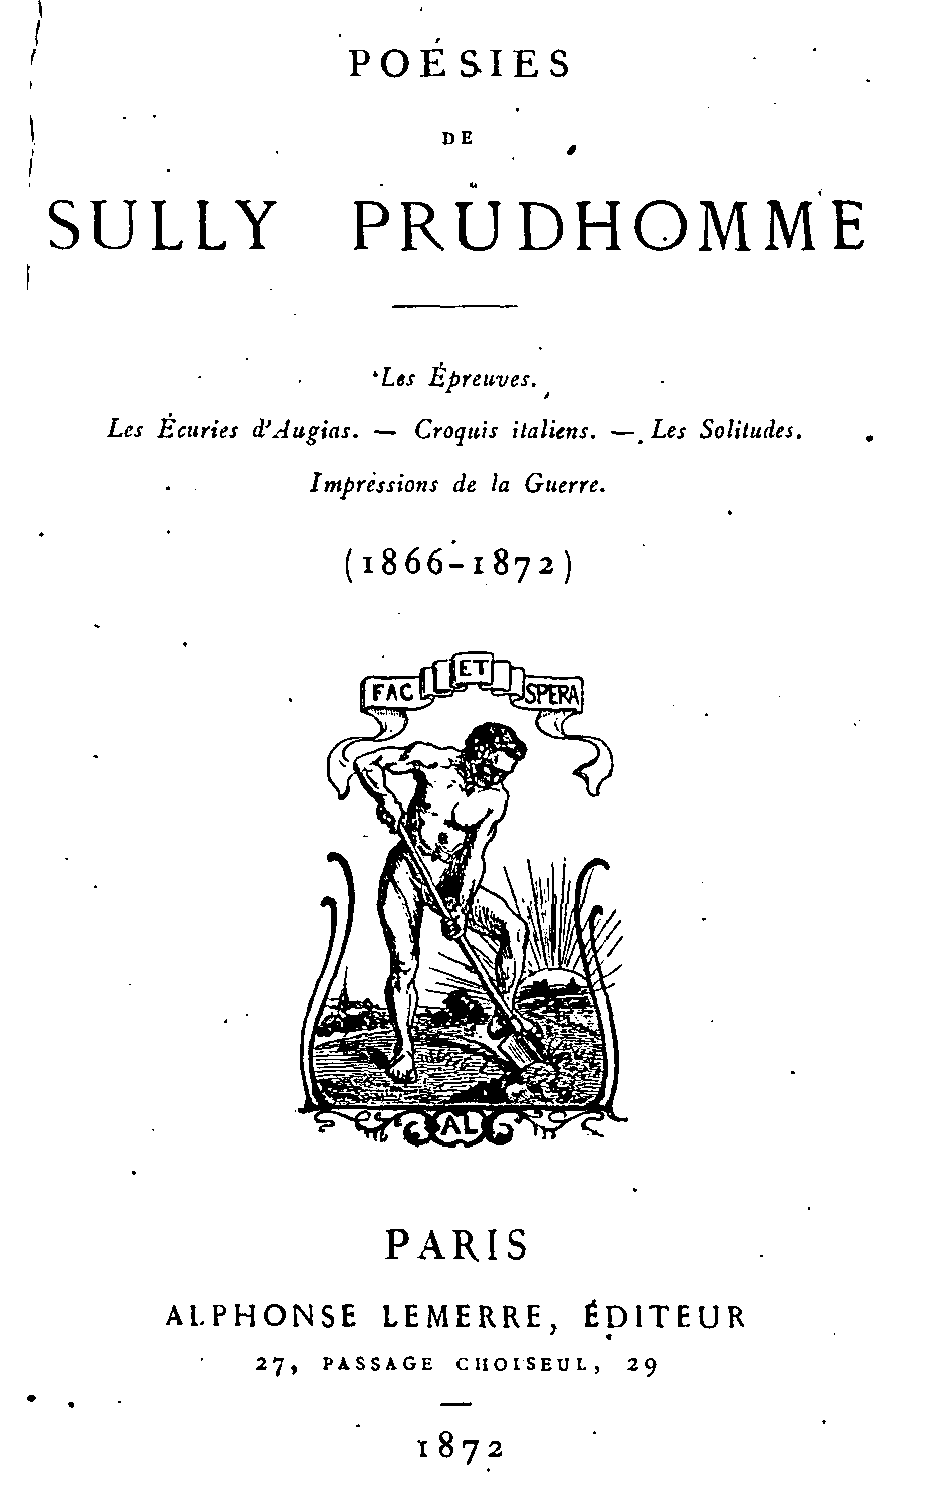 POÉSIES
DE
SULLY PRUDHOMME
Les Épreuves.
Les Écuries d'Augias. — Croquis italiens. — Les Solitudes.
Impressions de la Guerre.
(1866-1872)
FAC ET SPERA
AL
PARIS
ALPHONSE LEMERRE, ÉDITEUR
27, PASSAGE CHOISEUL, 29
1872